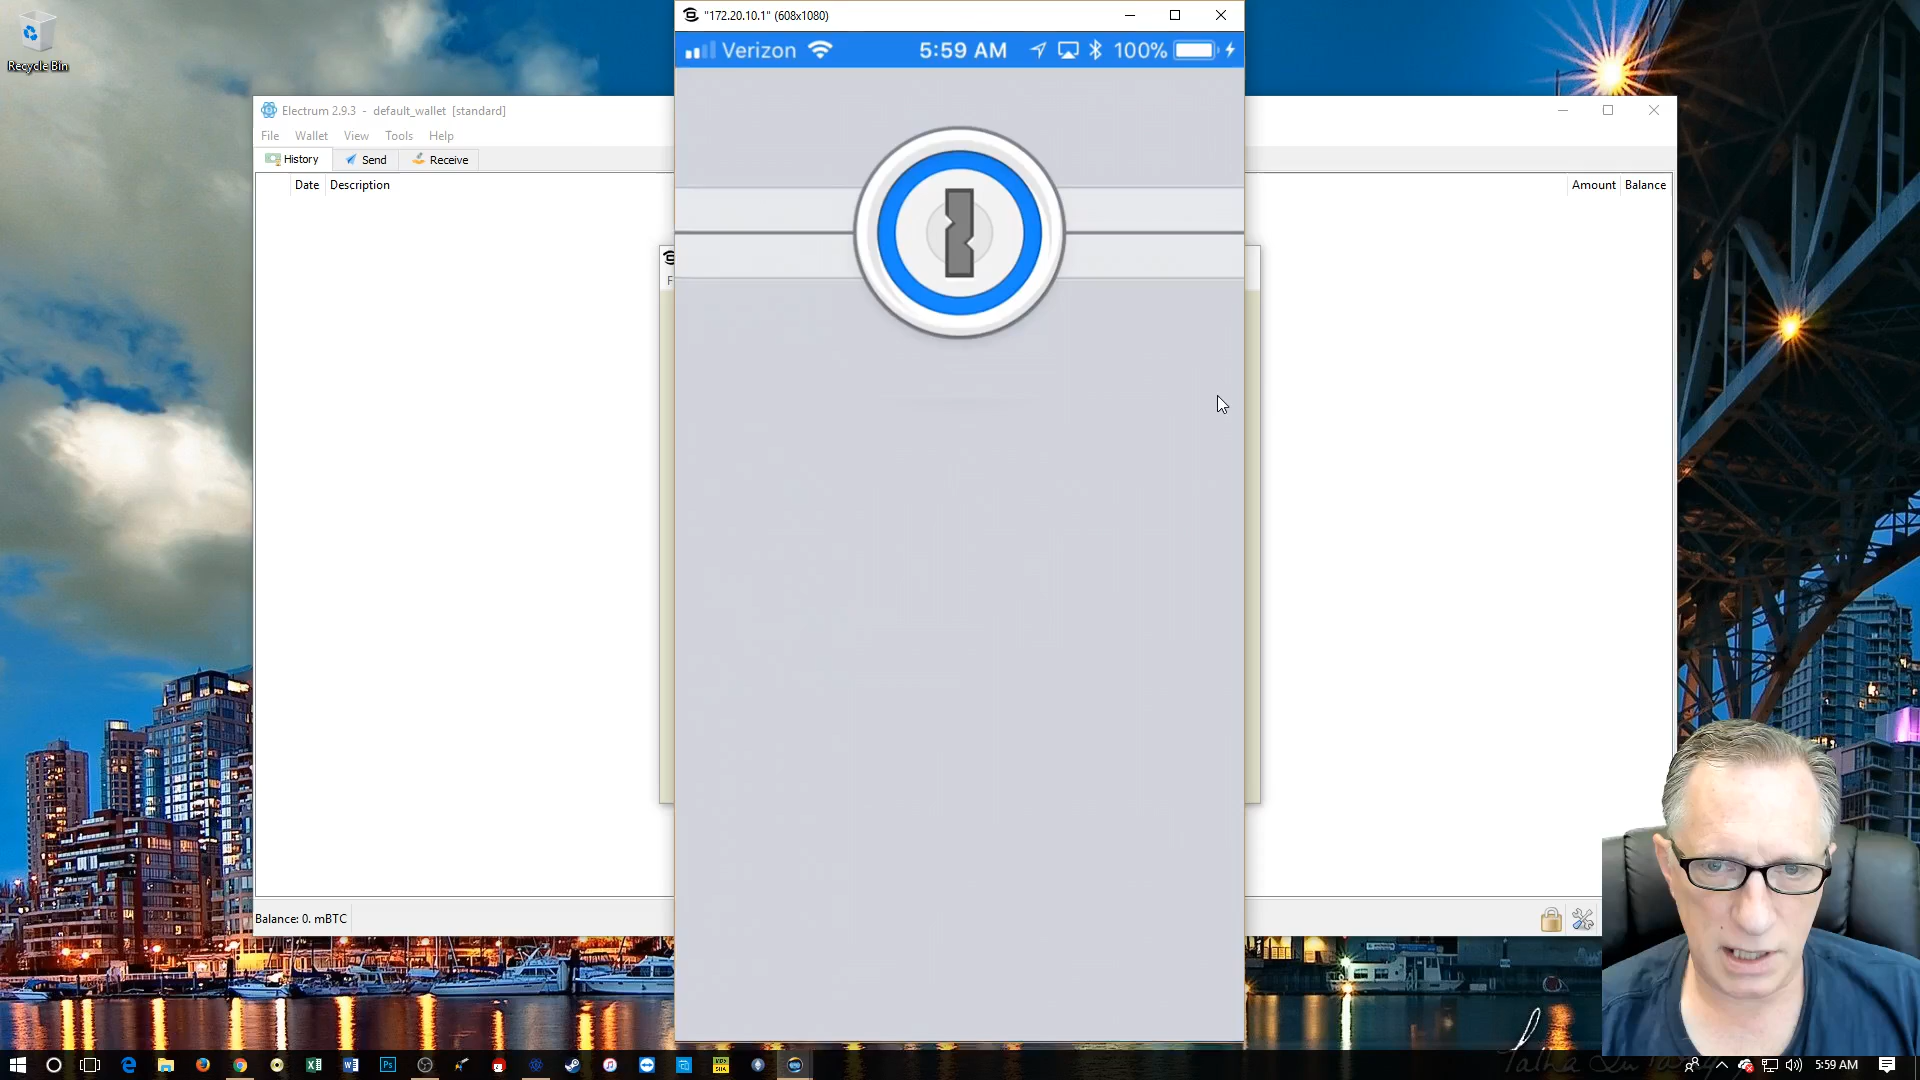 Recycle Bin
"172.20.10.1" (608x1080)
Verizon 5:59 AM 100%
Electrum 2.9.3 - default_wallet [standard]
File Wallet View Tools Help
History Send Receive
Date Description Amount Balance
F
Balance: 0. mBTC
5:59 AM